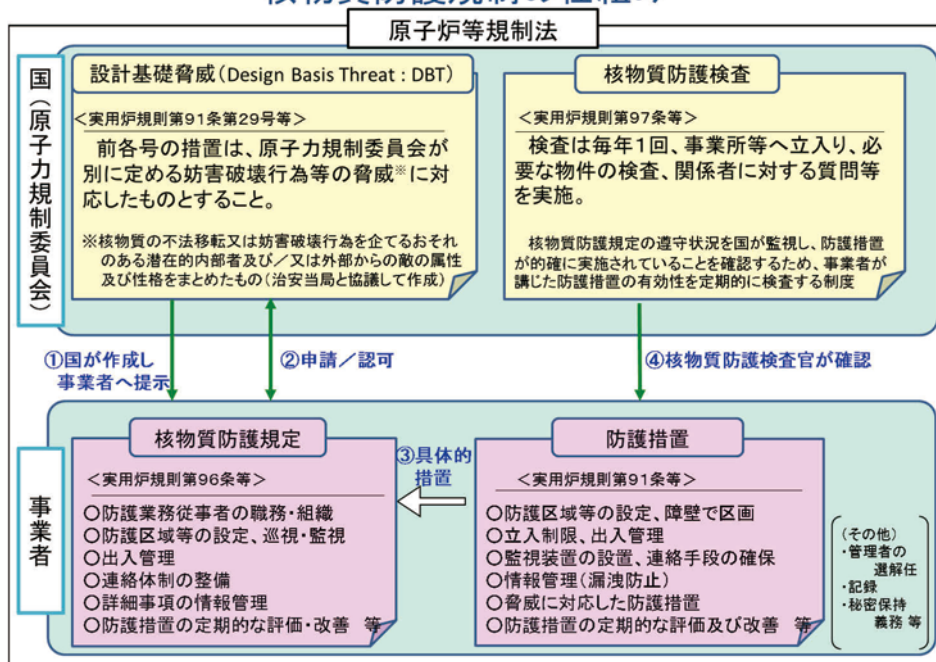 原子炉等規制法
国(原子力規制委員会)
設計基礎脅威(Design Basis Threat : DBT)
<実用炉規則第91条第29号等>
前各号の措置は、原子力規制委員会が
別に定める妨害破壊行為等の脅威※に対
応したものとすること。
※核物質の不法移転又は妨害破壊行為を企てるおそれ
のある潜在的内部者及び/又は外部からの敵の属性
及び性格をまとめたもの(治安当局と協議して作成)
核物質防護検査
<実用炉規則第97条等>
検査は毎年1回、事業所等へ立入り、必
要な物件の検査、関係者に対する質問等
を実施。
核物質防護規定の遵守状況を国が監視し、防護措置
が的確に実施されていることを確認するため、事業者が
講じた防護措置の有効性を定期的に検査する制度
①国が作成し
事業者へ提示
②申請/認可
④核物質防護検査官が確認
事業者
核物質防護規定
<実用炉規則第96条等>
○防護業務従事者の職務・組織
○防護区域等の設定、巡視・監視
○出入管理
○連絡体制の整備
○詳細事項の情報管理
○防護措置の定期的な評価・改善 等
③具体的
措置
防護措置
<実用炉規則第91条等>
○防護区域等の設定、障壁で区画
○立入制限、出入管理
○監視装置の設置、連絡手段の確保
○情報管理(漏洩防止)
○脅威に対応した防護措置
○防護措置の定期的な評価及び改善 等
(その他)
・管理者の
選解任
・記録
・秘密保持
義務 等